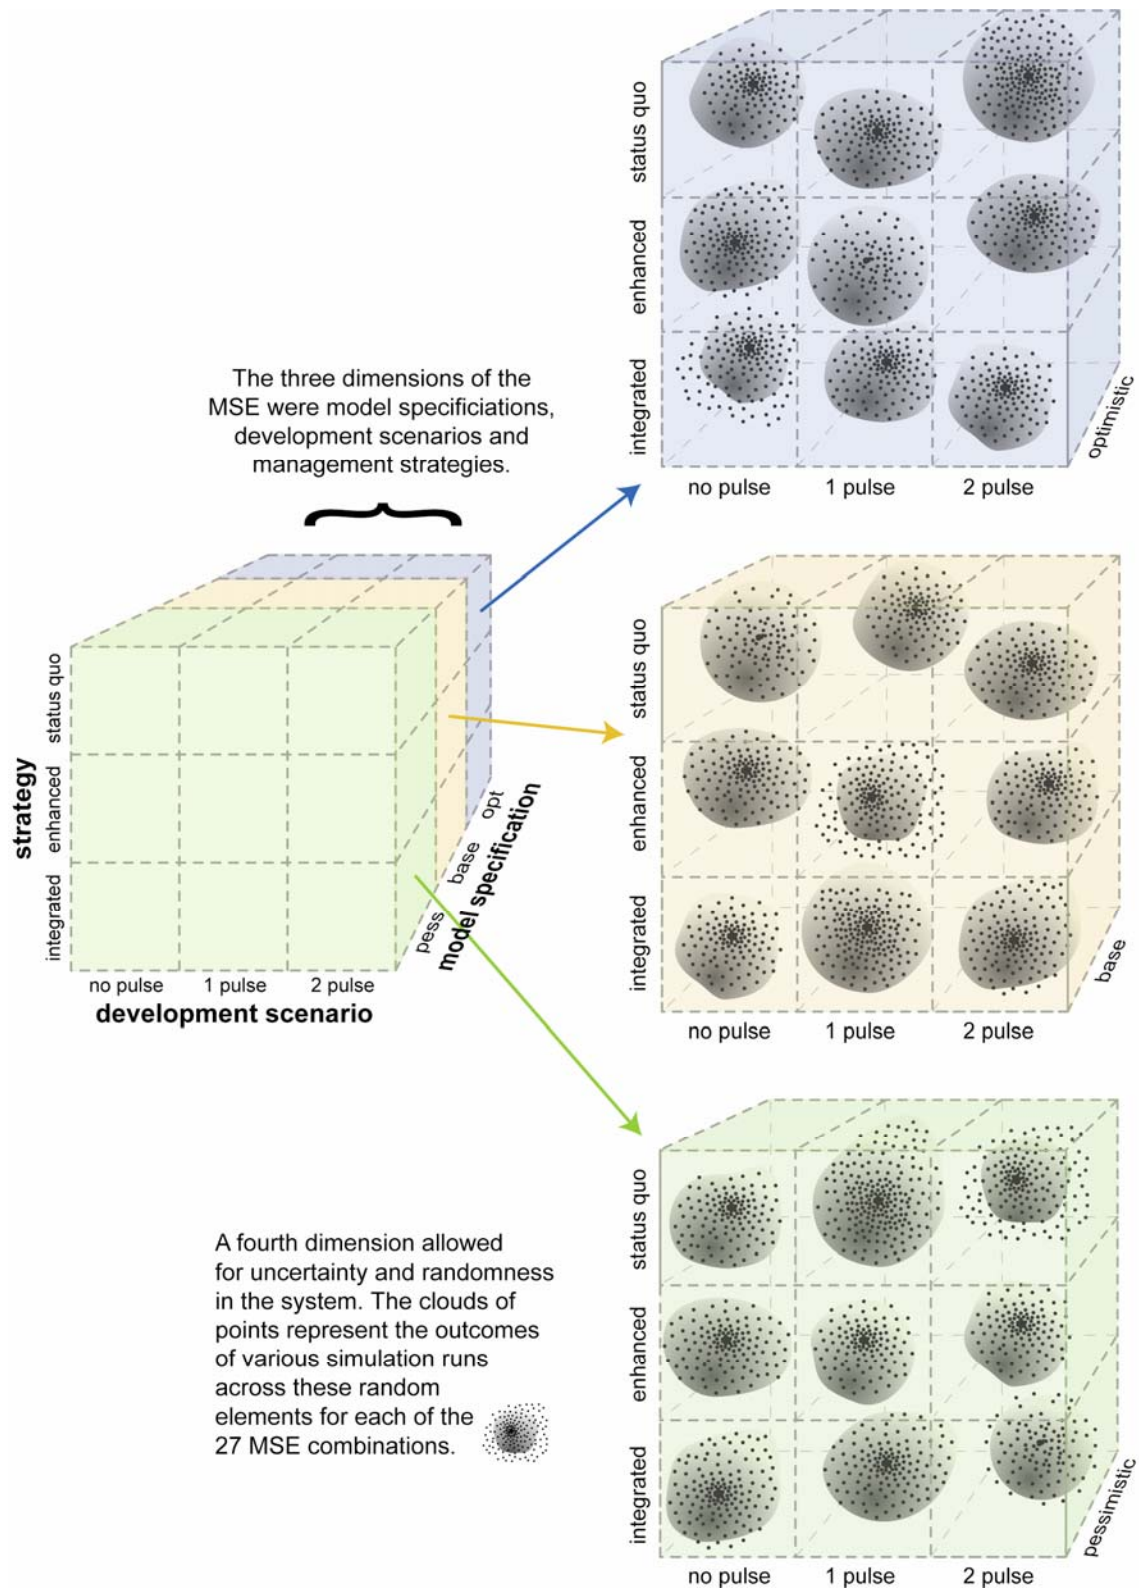 status quo
enhanced
integrated
no pulse
1 pulse
2 pulse
optimistic
The three dimensions of the
MSE were model specificiations,
development scenarios and
management strategies.
strategy
status quo
enhanced
integrated
no pulse
1 pulse
2 pulse
development scenario
pess
base
opt
model specification
status quo
enhanced
integrated
no pulse
1 pulse
2 pulse
base
A fourth dimension allowed
for uncertainty and randomness
in the system. The clouds of
points represent the outcomes
of various simulation runs
across these random
elements for each of the
27 MSE combinations.
status quo
enhanced
integrated
no pulse
1 pulse
2 pulse
pessimistic